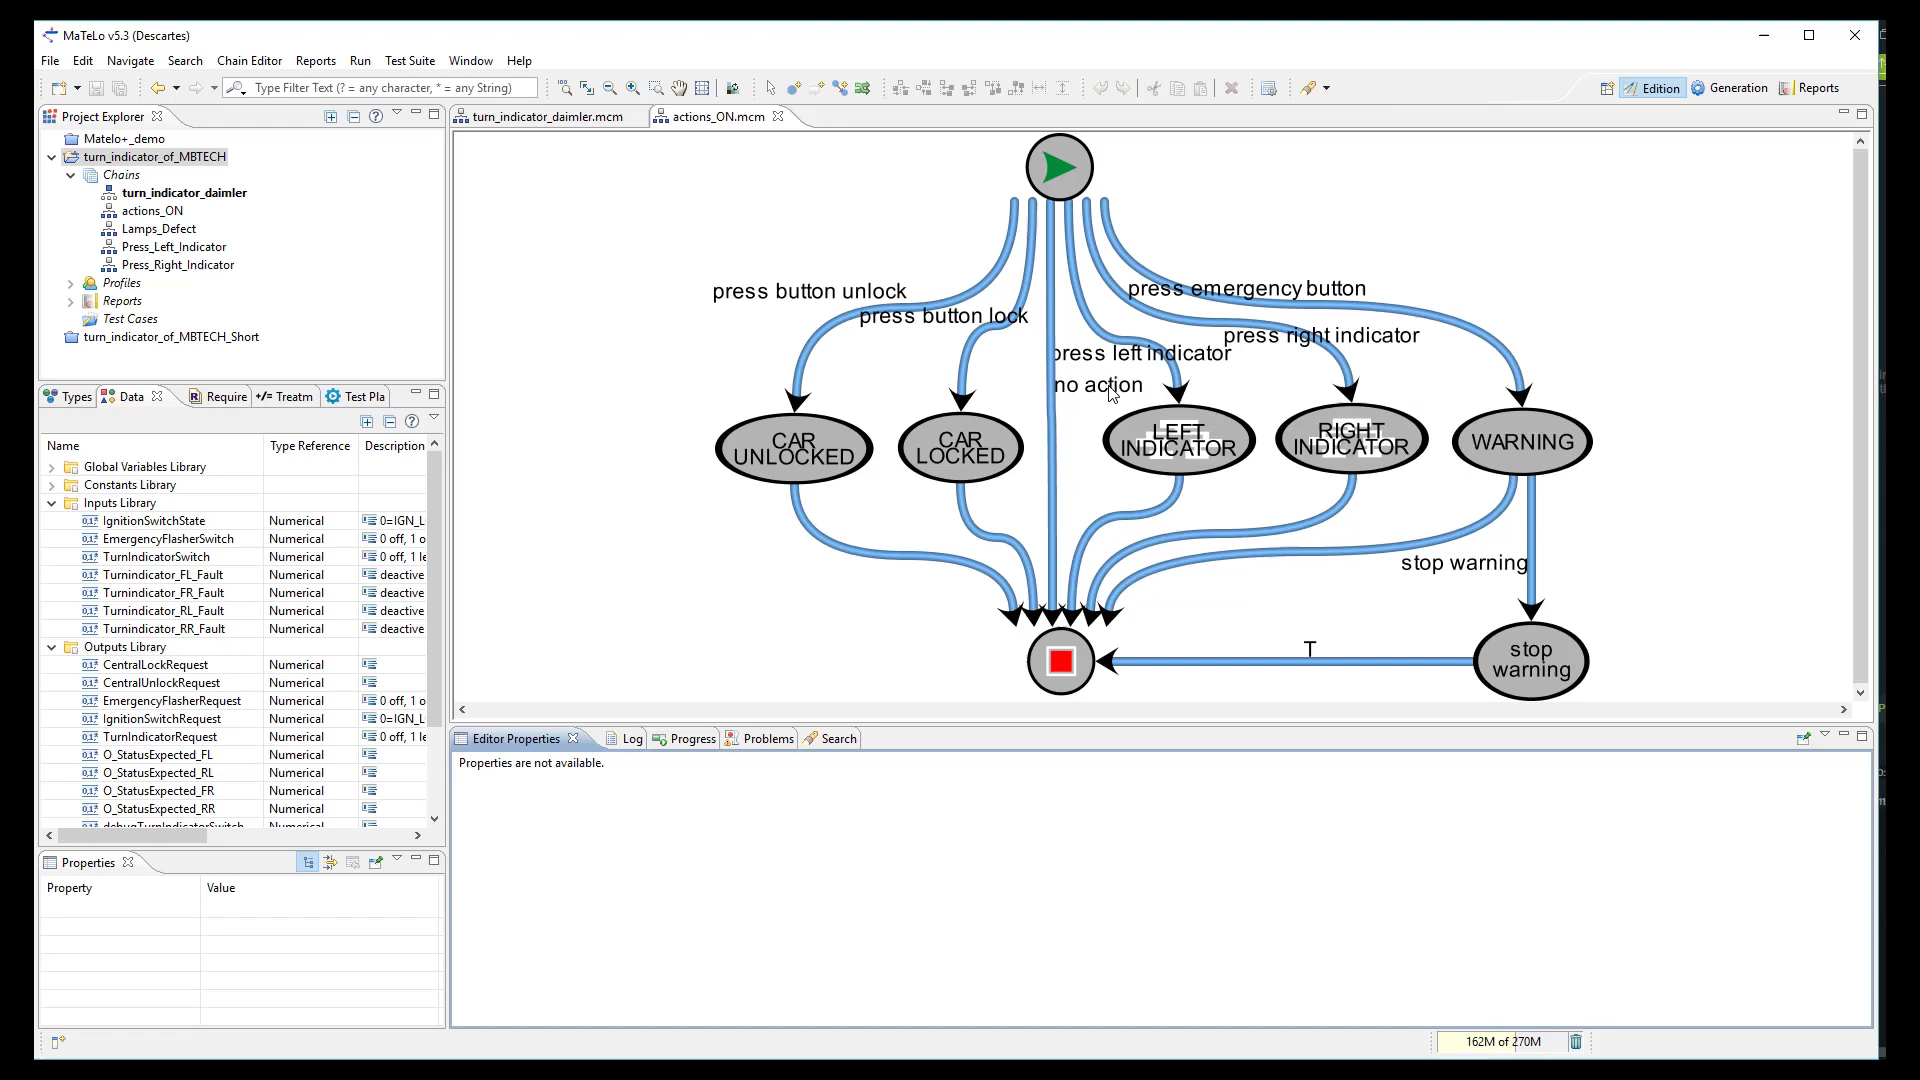 MaTeLo v5.3 (Descartes)
File Edit Navigate Search Chain Editor Reports Run Test Suite Window Help
Type Filter Text (? = any character, * = any String)
Edition Generation Reports
Project Explorer
Matelo+_demo
turn_indicator_of_MBTECH
Chains
turn_indicator_daimler
actions_ON
Lamps_Defect
Press_Left_Indicator
Press_Right_Indicator
Profiles
Reports
Test Cases
turn_indicator_of_MBTECH_Short
Types Data Require Treatm Test Pla
Name Type Reference Description
Global Variables Library
Constants Library
Inputs Library
IgnitionSwitchState Numerical 0=IGN_L
EmergencyFlasherSwitch Numerical 0 off, 1 o
TurnIndicatorSwitch Numerical 0 off, 1 le
Turnindicator_FL_Fault Numerical deactive
Turnindicator_FR_Fault Numerical deactive
Turnindicator_RL_Fault Numerical deactive
Turnindicator_RR_Fault Numerical deactive
Outputs Library
CentralLockRequest Numerical
CentralUnlockRequest Numerical
EmergencyFlasherRequest Numerical 0 off, 1 o
IgnitionSwitchRequest Numerical 0=IGN_L
TurnIndicatorRequest Numerical 0 off, 1 le
O_StatusExpected_FL Numerical
O_StatusExpected_RL Numerical
O_StatusExpected_FR Numerical
O_StatusExpected_RR Numerical
debugTurnIndicatorSwitch Numerical
Properties
Property Value
turn_indicator_daimler.mcm actions_ON.mcm
press button unlock
press button lock
press emergency button
press right indicator
press left indicator
no action
CAR
UNLOCKED
CAR
LOCKED
LEFT
INDICATOR
RIGHT
INDICATOR
WARNING
stop warning
T
stop
warning
Editor Properties Log Progress Problems Search
Properties are not available.
162M of 270M